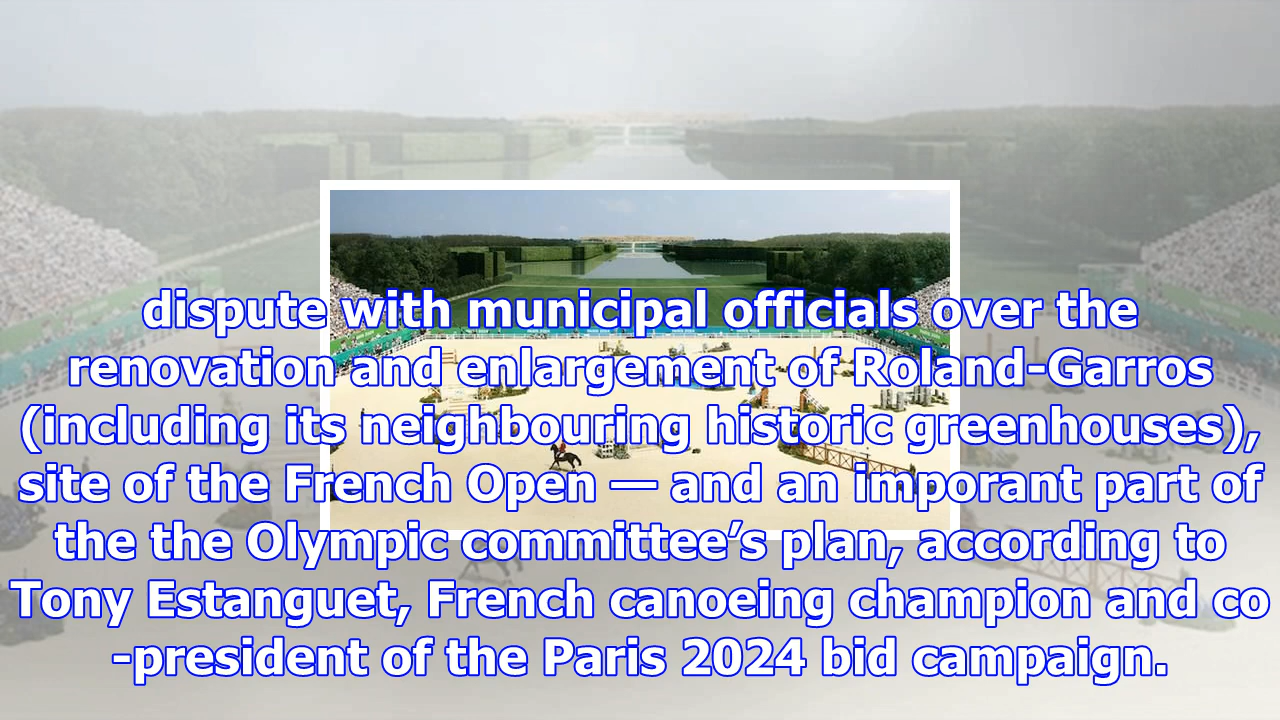 dispute with municipal officials over the
renovation and enlargement of Roland-Garros
(including its neighbouring historic greenhouses),
site of the French Open — and an imporant part of
the the Olympic committee’s plan, according to
Tony Estanguet, French canoeing champion and co
-president of the Paris 2024 bid campaign.